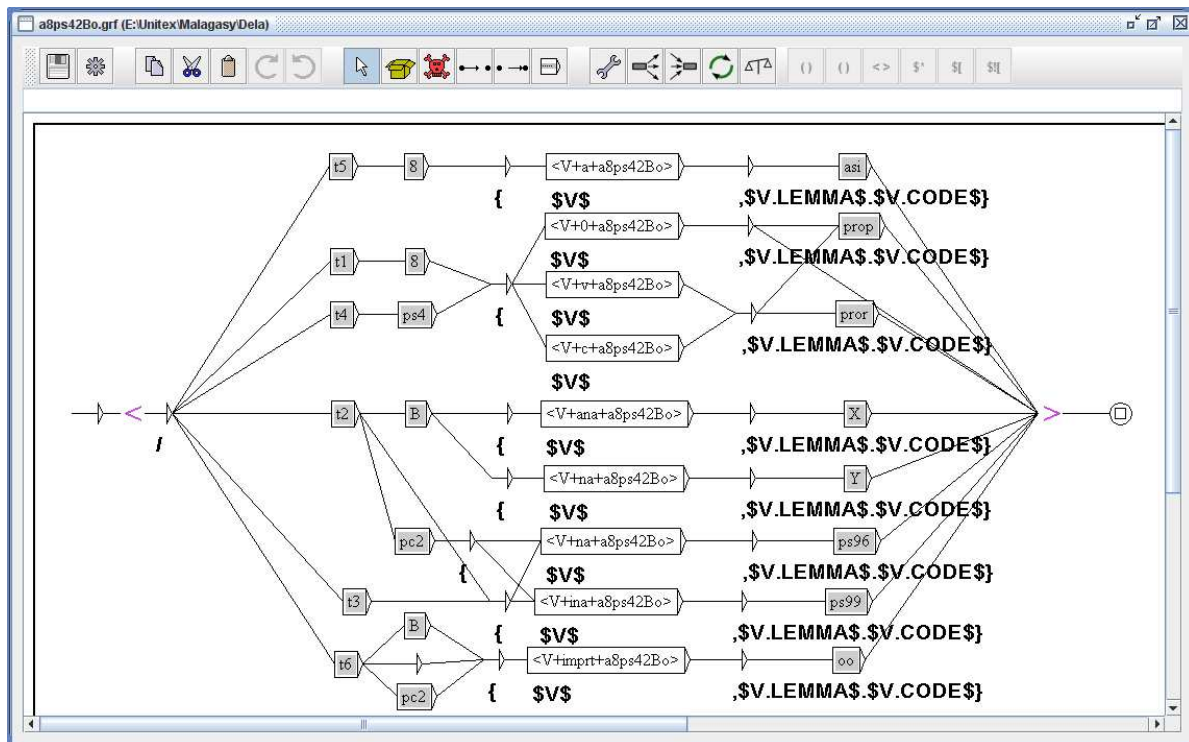 a8ps42Bo.grf (E:\Unitex\Malagasy\Dela)
( ) ( ) < > $* $[ $![
t5 8 <V+a+a8ps42Bo> asi
{ $V$ ,$V.LEMMA$.$V.CODE$}
<V+0+a8ps42Bo> prop
t1 8 $V$ ,$V.LEMMA$.$V.CODE$}
<V+v+a8ps42Bo>
t4 ps4 { $V$ pror
<V+c+a8ps42Bo> ,$V.LEMMA$.$V.CODE$}
$V$
< t2 B <V+ana+a8ps42Bo> X >
/ { $V$ ,$V.LEMMA$.$V.CODE$}
<V+na+a8ps42Bo> Y
{ $V$ ,$V.LEMMA$.$V.CODE$}
pc2 <V+na+a8ps42Bo> ps96
{ $V$ ,$V.LEMMA$.$V.CODE$}
t3 <V+ina+a8ps42Bo> ps99
B { $V$ ,$V.LEMMA$.$V.CODE$}
t6 <V+imprt+a8ps42Bo> oo
pc2 { $V$ ,$V.LEMMA$.$V.CODE$}